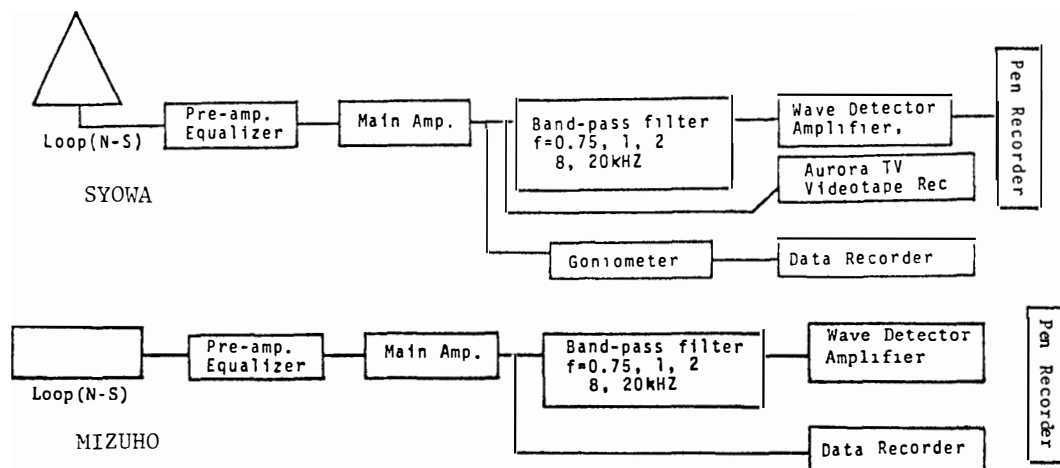 Loop(N-S)
SYOWA
Pre-amp.
Equalizer
Main Amp.
Band-pass filter
f=0.75, 1, 2
8, 20kHZ
Wave Detector
Amplifier,
Pen Recorder
Aurora TV
Videotape Rec
Goniometer
Data Recorder
Loop(N-S)
MIZUHO
Pre-amp.
Equalizer
Main Amp.
Band-pass filter
f=0.75, 1, 2
8, 20kHZ
Wave Detector
Amplifier
Pen Recorder
Data Recorder